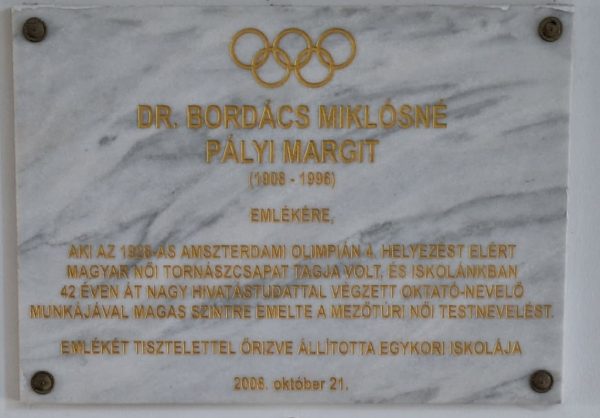 DR. BORDÁCS MIKLÓSNÉ
PÁLYI MARGIT
(1908 - 1996)
EMLÉKÉRE,
AKI AZ 1928-AS AMSZTERDAMI OLIMPIÁN 4. HELYEZÉST ELÉRT
MAGYAR NŐI TORNÁSZCSAPAT TAGJA VOLT, ÉS ISKOLÁNKBAN
42 ÉVEN ÁT NAGY HIVATÁSTUDATTAL VÉGZETT OKTATÓ-NEVELŐ
MUNKÁJÁVAL MAGAS SZINTRE EMELTE A MEZŐTÚRI NŐI TESTNEVELÉST.
EMLÉKÉT TISZTELETTEL ŐRIZVE ÁLLÍTOTTA EGYKORI ISKOLÁJA
2008. október 21.